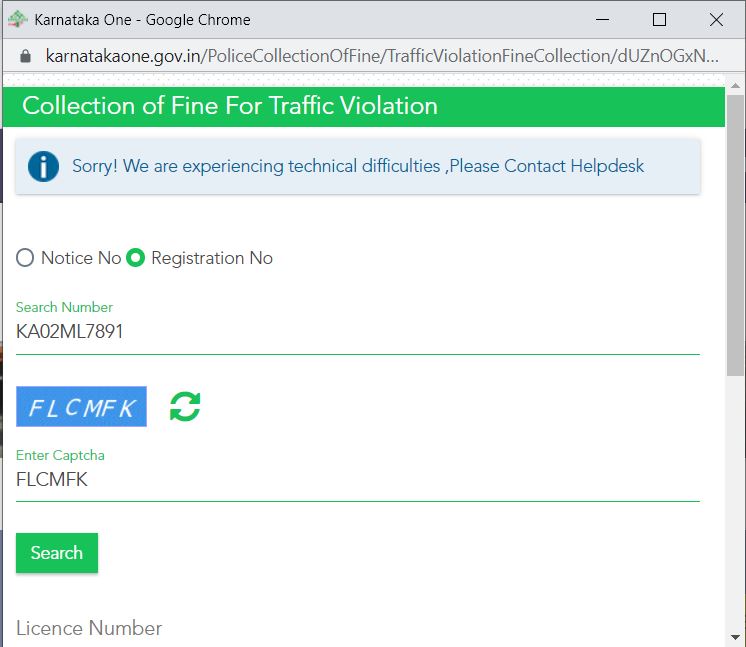 Karnataka One - Google Chrome
karnatakaone.gov.in/PoliceCollectionOfFine/TrafficViolationFineCollection/dUZnOGxN...
Collection of Fine For Traffic Violation
Sorry! We are experiencing technical difficulties ,Please Contact Helpdesk
Notice No Registration No
Search Number
KA02ML7891
FLCMFK
Enter Captcha
FLCMFK
Search
Licence Number